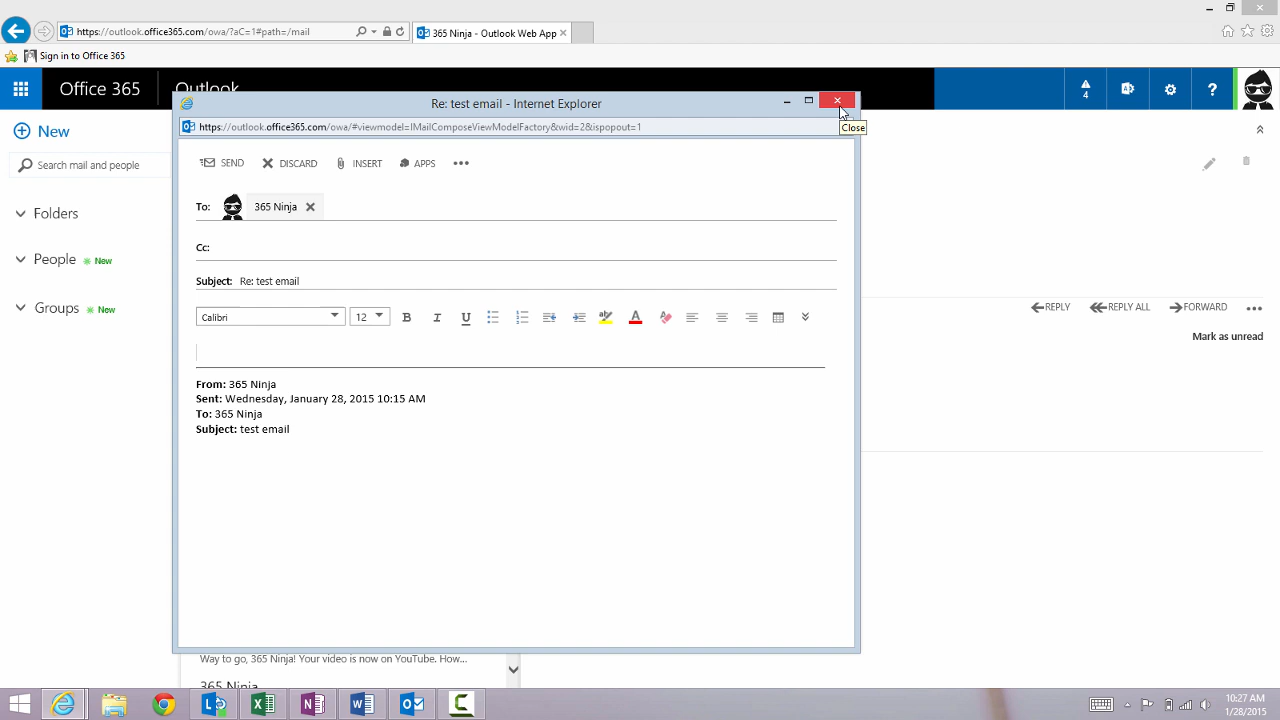 https://outlook.office365.com/owa/?aC=1#path=/mail
365 Ninja - Outlook Web App
Sign in to Office 365
Office 365
Outlook
4
?
Re: test email - Internet Explorer
https://outlook.office365.com/owa/#viewmodel=IMailComposeViewModelFactory&wid=2&ispopout=1
Close
New
Search mail and people
Folders
People New
Groups New
SEND DISCARD INSERT APPS
To: 365 Ninja
Cc:
Subject: Re: test email
Calibri 12 B I U A
From: 365 Ninja
Sent: Wednesday, January 28, 2015 10:15 AM
To: 365 Ninja
Subject: test email
REPLY REPLY ALL FORWARD
Mark as unread
Way to go, 365 Ninja! Your video is now on YouTube. How...
365 Ninja
10:27 AM
1/28/2015